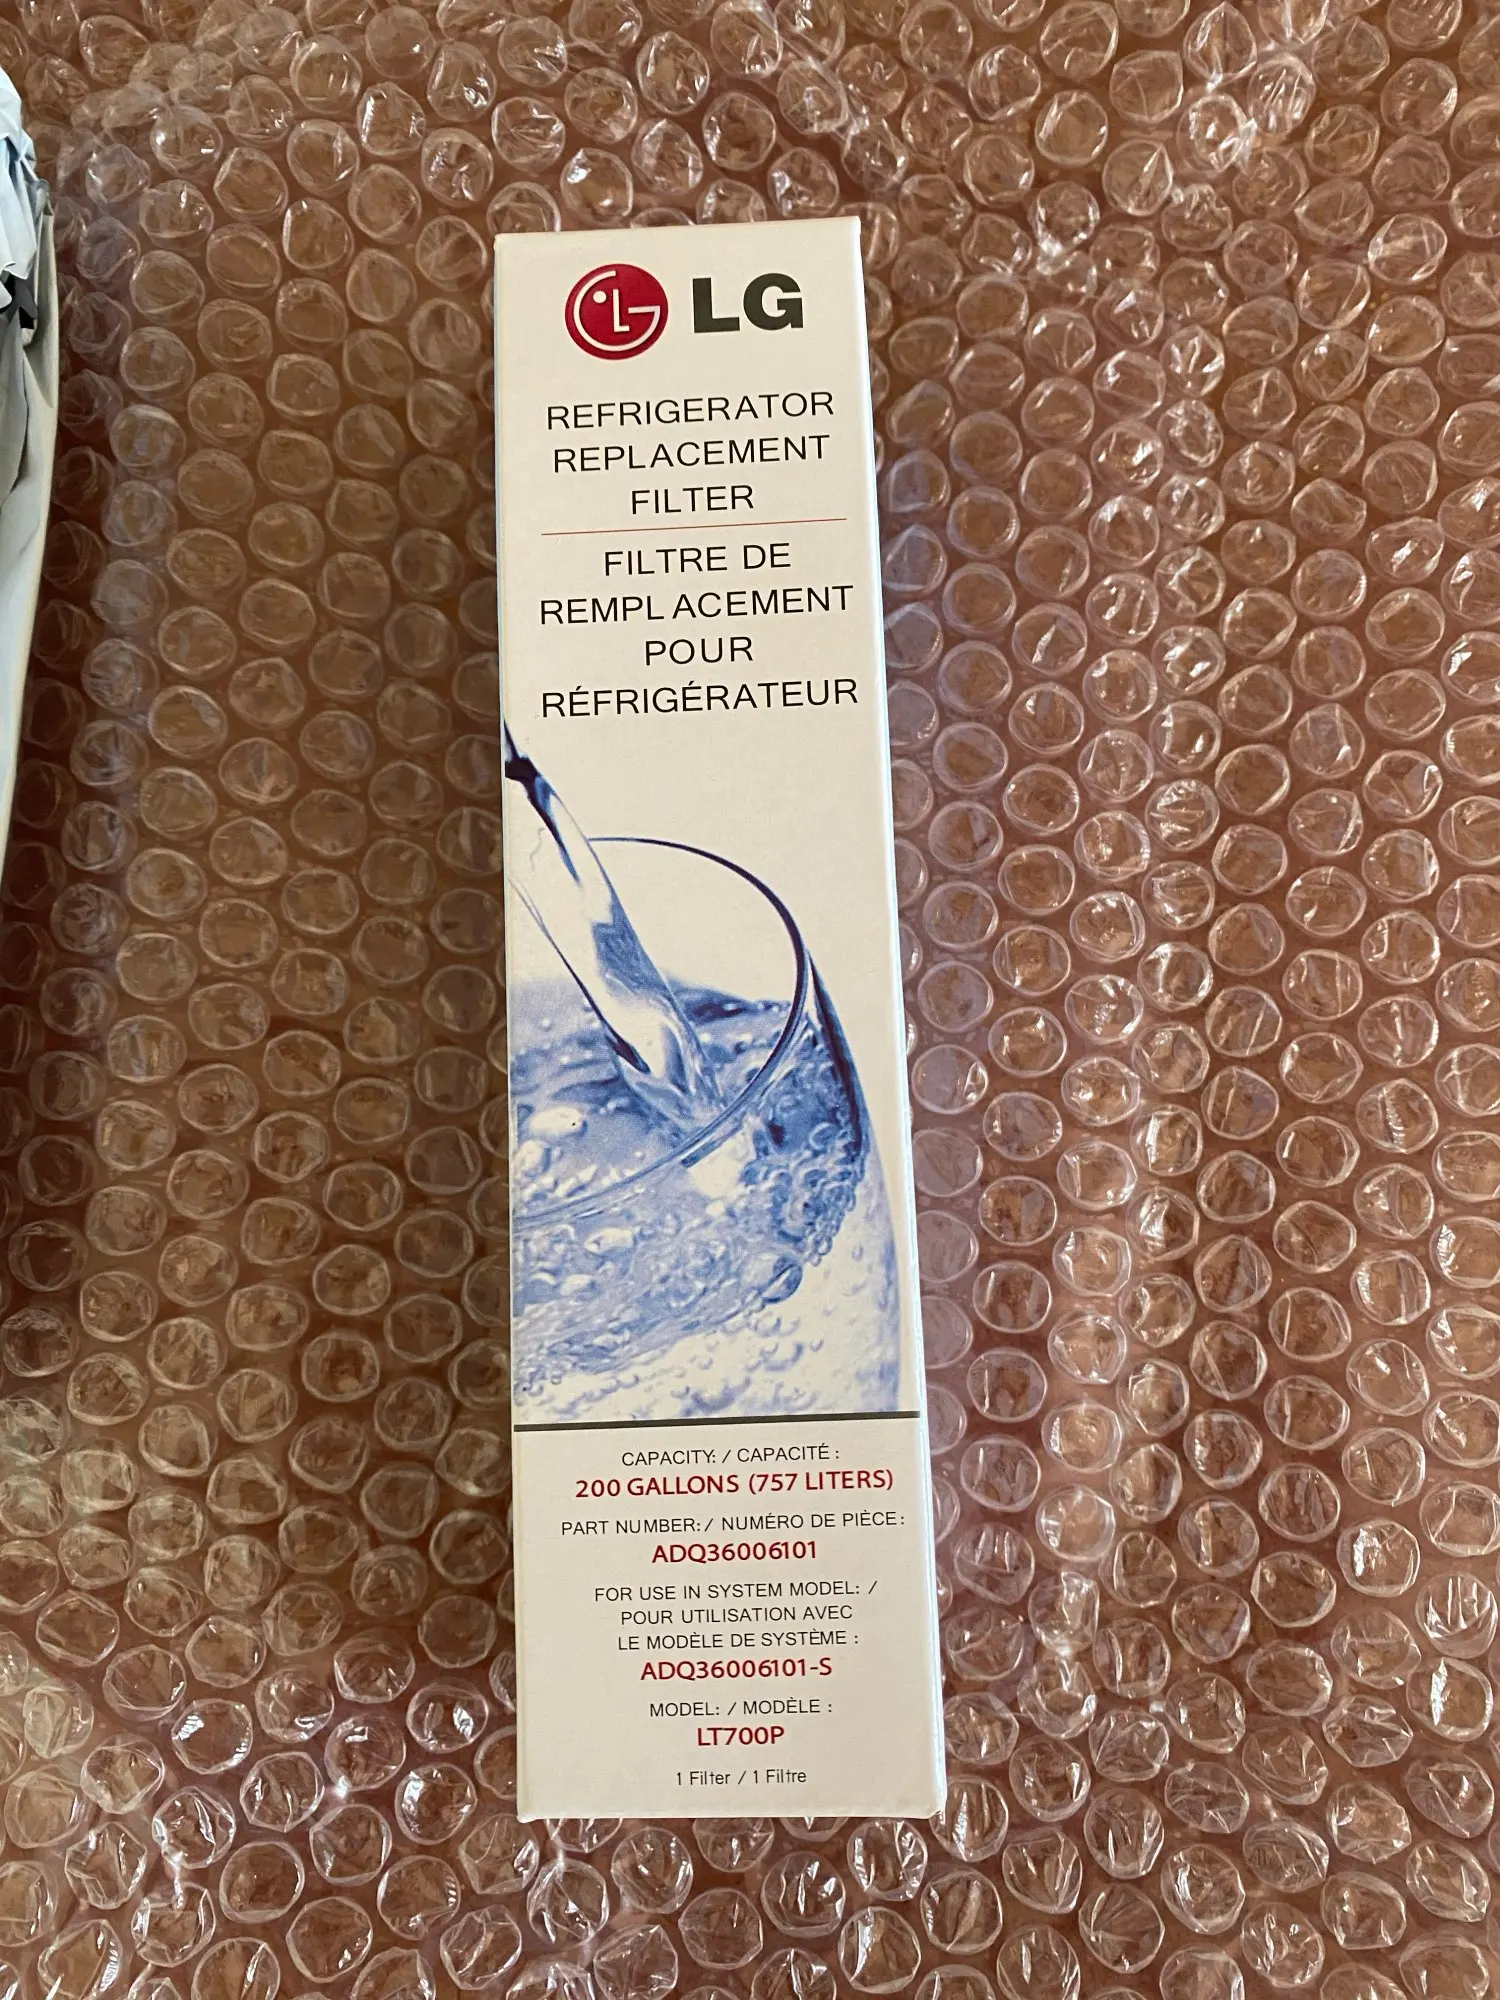 LG
REFRIGERATOR
REPLACEMENT
FILTER
FILTRE DE
REMPLACEMENT
POUR
RÉFRIGÉRATEUR
CAPACITY: / CAPACITÉ :
200 GALLONS (757 LITERS)
PART NUMBER: / NUMÉRO DE PIÈCE:
ADQ36006101
FOR USE IN SYSTEM MODEL: /
POUR UTILISATION AVEC
LE MODÈLE DE SYSTÈME :
ADQ36006101-S
MODEL: / MODÈLE :
LT700P
1 Filter / 1 Filtre